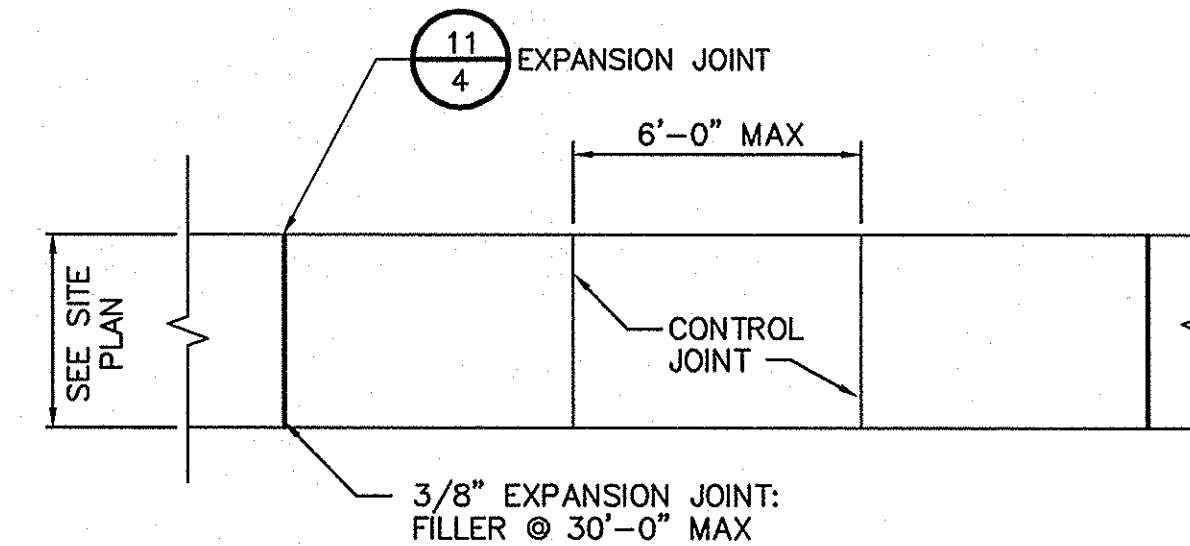 11
4
EXPANSION JOINT
6'-0" MAX
SEE SITE
PLAN
CONTROL
JOINT
3/8" EXPANSION JOINT:
FILLER @ 30'-0" MAX